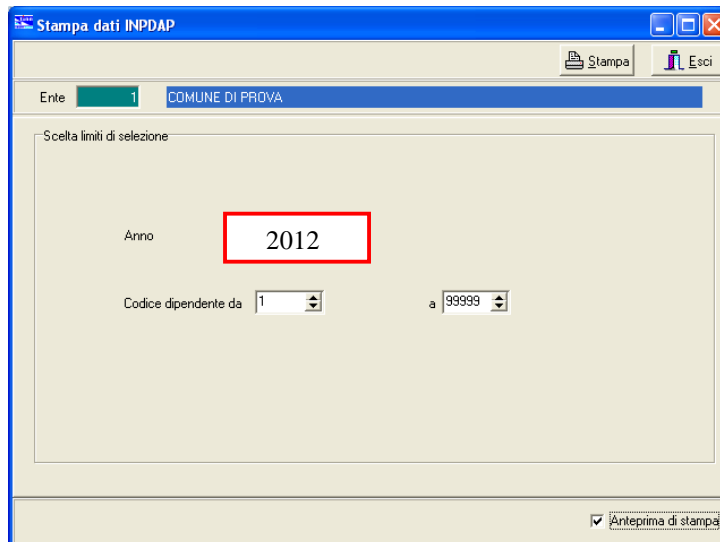 Stampa dati INPDAP
Stampa
Esci
Ente 1 COMUNE DI PROVA
Scelta limiti di selezione
Anno 2012
Codice dipendente da 1 a 99999
Anteprima di stampa